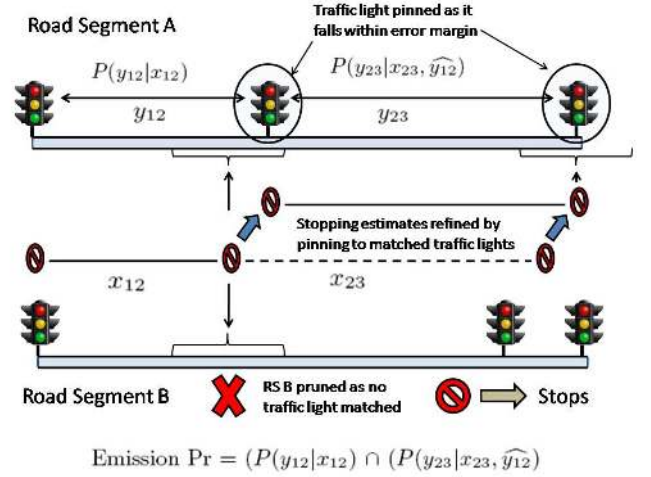 Traffic light pinned as it
falls within error margin
Road Segment A
P(y₁₂|x₁₂)
P(y₂₃|x₂₃, ŷ₁₂)
y₁₂
y₂₃
Stopping estimates refined by
pinning to matched traffic lights
x₁₂
x₂₃
Road Segment B
RS B pruned as no
traffic light matched
Stops
Emission Pr = (P(y₁₂|x₁₂) ∩ (P(y₂₃|x₂₃, ŷ₁₂)